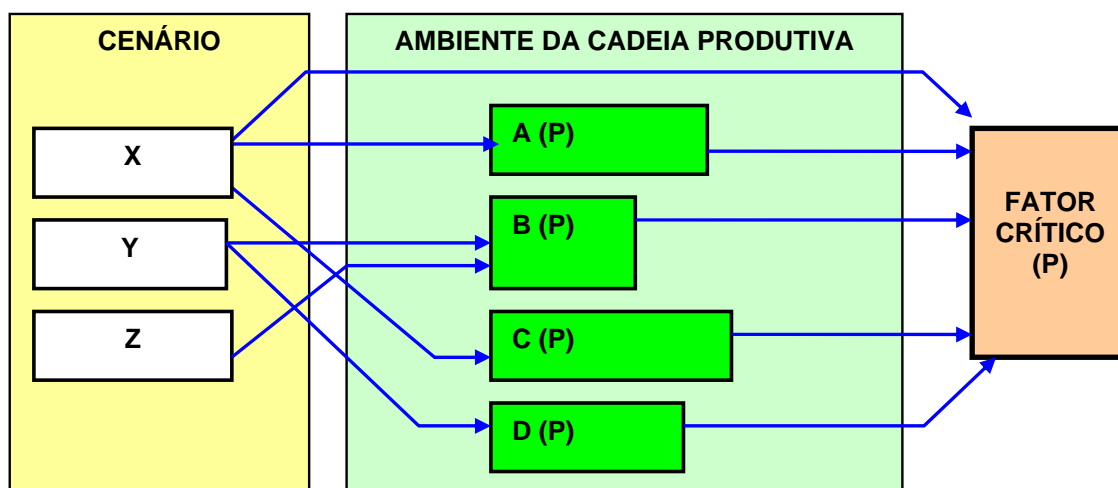 CENÁRIO
AMBIENTE DA CADEIA PRODUTIVA
X
Y
Z
A (P)
B (P)
C (P)
D (P)
FATOR
CRÍTICO
(P)